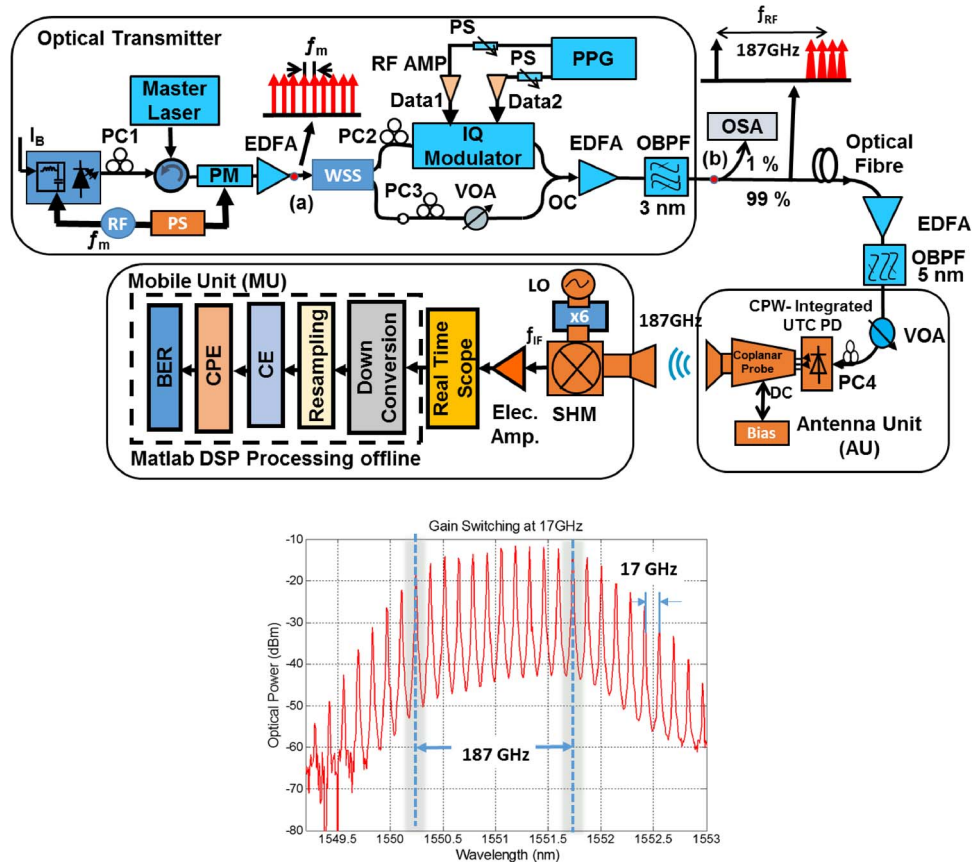 Optical Transmitter
fm
PS
PPG
PS
RF AMP
Master
Laser
Data1
Data2
IB
PC1
EDFA
PC2
IQ
Modulator
EDFA
OBPF
PM
WSS
(a)
PC3
VOA
OC
3 nm
fm
RF
PS
fRF
187GHz
OSA
(b)
1 %
99 %
Optical
Fibre
EDFA
OBPF
5 nm
VOA
CPW- Integrated
UTC PD
Coplanar
Probe
PC4
DC
Bias
Antenna Unit
(AU)
187GHz
LO
x6
SHM
fIF
Elec.
Amp.
Real Time
Scope
Mobile Unit (MU)
Down
Conversion
Resampling
CE
CPE
BER
Matlab DSP Processing offline
Gain Switching at 17GHz
Optical Power (dBm)
-10
-20
-30
-40
-50
-60
-70
-80
17 GHz
187 GHz
1549.5 1550 1550.5 1551 1551.5 1552 1552.5 1553
Wavelength (nm)